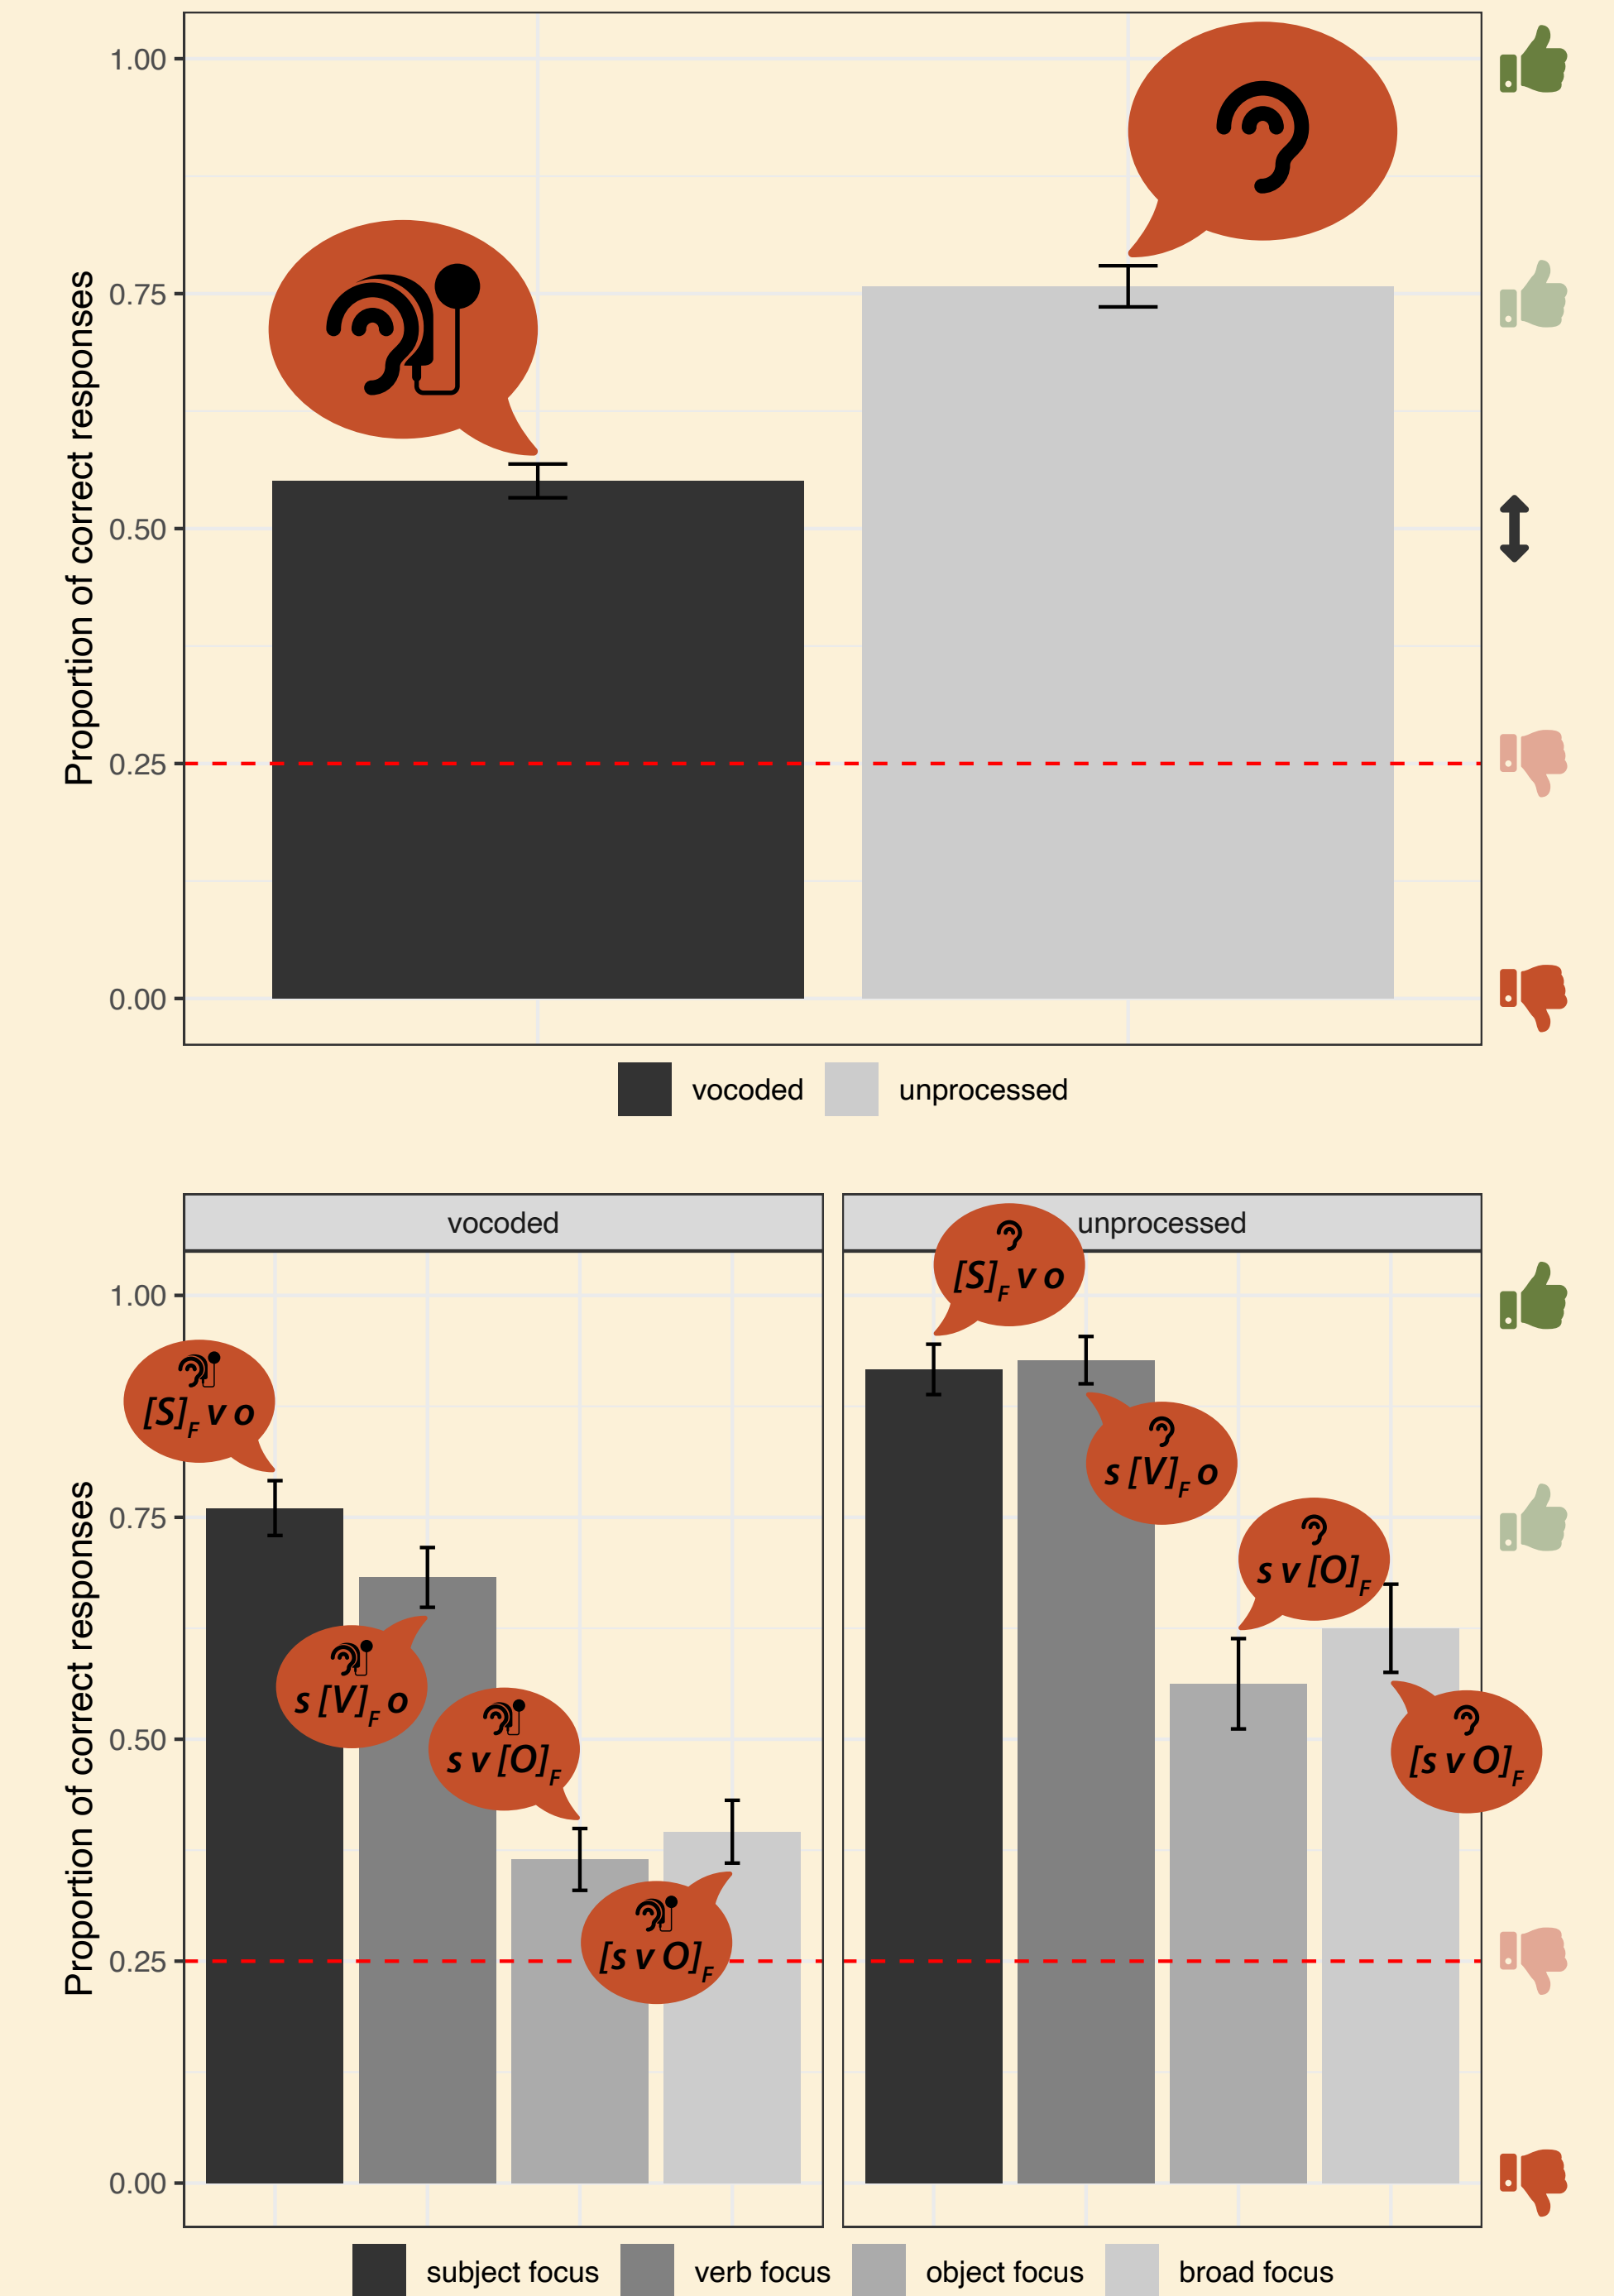 Proportion of correct responses
1.00
0.75
0.50
0.25
0.00
vocoded unprocessed
Proportion of correct responses
vocoded
unprocessed
1.00
0.75
0.50
0.25
0.00
[S]F v o
s [V]F o
s v [O]F
[s v O]F
[S]F v o
s [V]F o
s v [O]F
[s v O]F
subject focus verb focus object focus broad focus